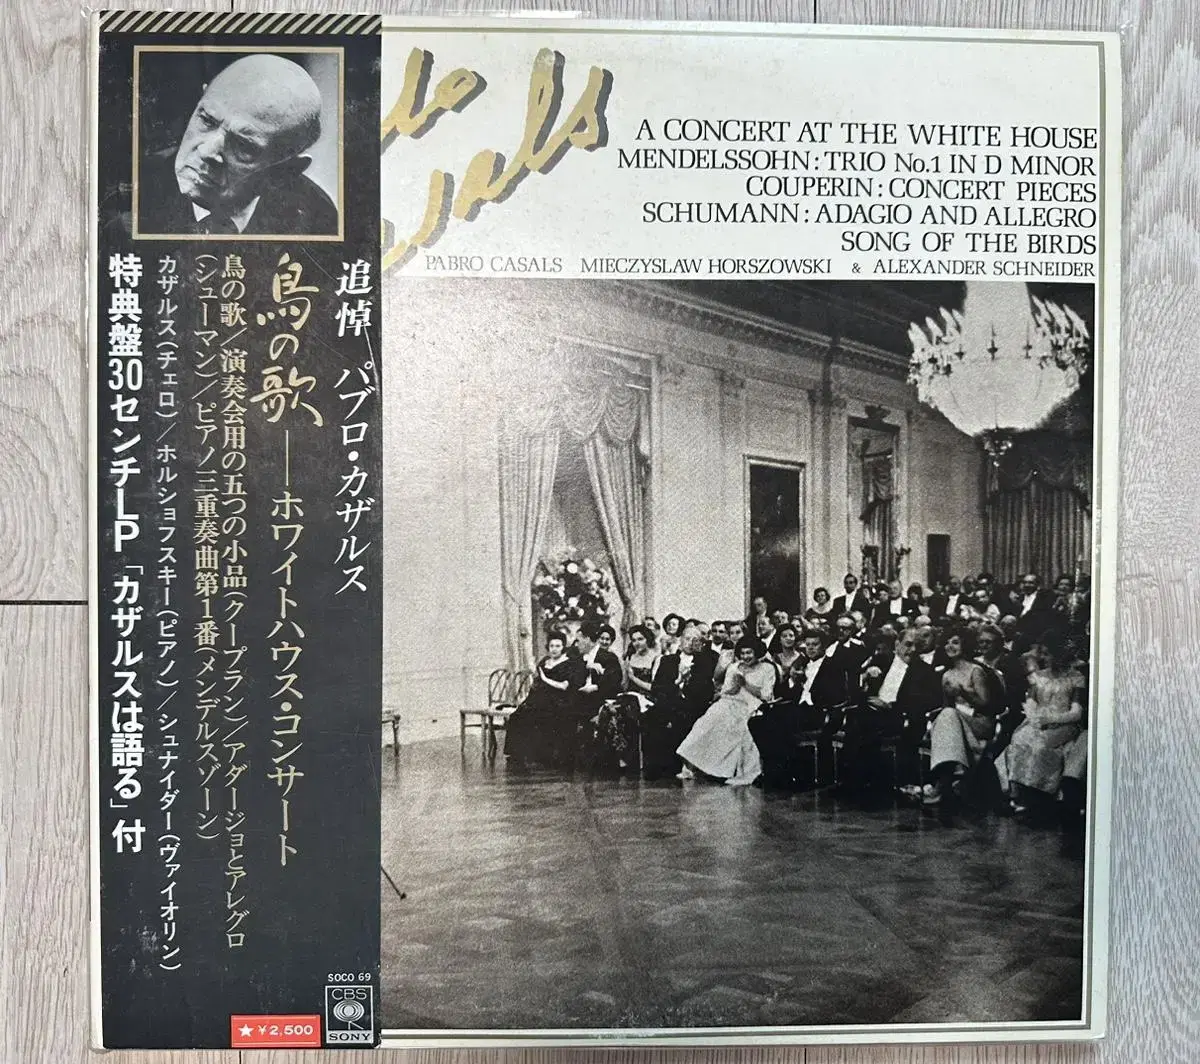 A CONCERT AT THE WHITE HOUSE
MENDELSSOHN: TRIO No.1 IN D MINOR
COUPERIN: CONCERT PIECES
SCHUMANN: ADAGIO AND ALLEGRO
SONG OF THE BIRDS
PABRO CASALS MIECZYSLAW HORSZOWSKI & ALEXANDER SCHNEIDER
追悼 パブロ・カザルス
鳥の歌──ホワイトハウス・コンサート
鳥の歌/演奏会用の五つの小品(クープラン)/アダージョとアレグロ
(シューマン)/ピアノ三重奏曲第1番(メンデルスゾーン)
カザルス(チェロ)/ホルショフスキー(ピアノ)/シュナイダー(ヴァイオリン)
特典盤30センチLP「カザルスは語る」付
SOCO 69
CBS
SONY
★¥2,500